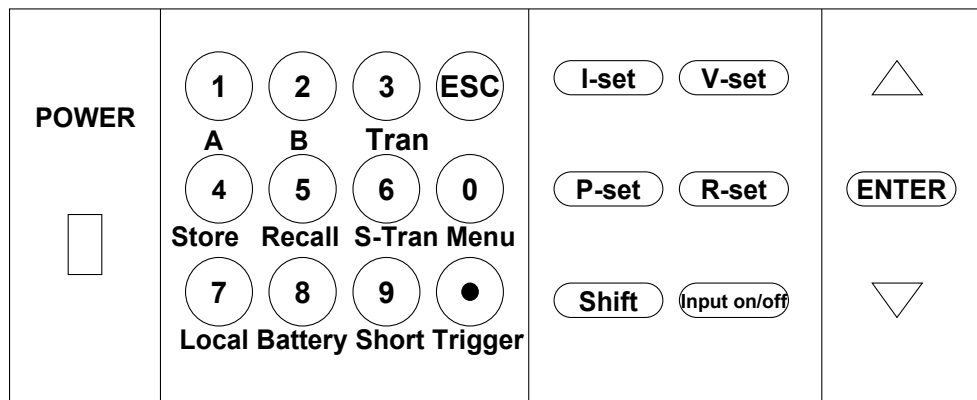 POWER
1 2 3 ESC
A B Tran
4 5 6 0
Store Recall S-Tran Menu
7 8 9
Local Battery Short Trigger
I-set V-set
P-set R-set
Shift Input on/off
ENTER